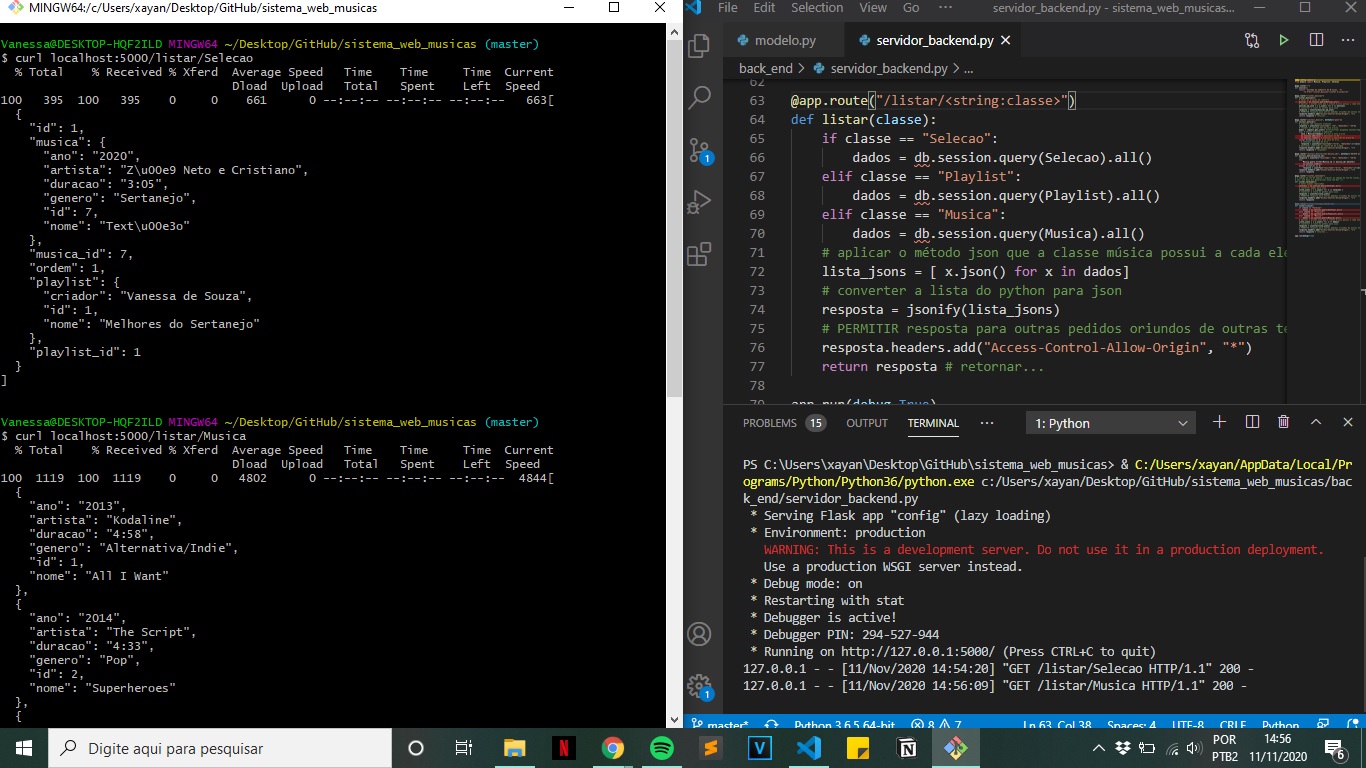 MINGW64:/c/Users/xayan/Desktop/GitHub/sistema_web_musicas
Vanessa@DESKTOP-HQF2ILD MINGW64 ~/Desktop/GitHub/sistema_web_musicas (master)
$ curl localhost:5000/listar/Selecao
% Total % Received % Xferd Average Speed Time Time Time Current
Dload Upload Total Spent Left Speed
100 395 100 395 0 0 661 0 --:--:-- --:--:-- --:--:-- 663[
{
"id": 1,
"musica": {
"ano": "2020",
"artista": "Z\u00e9 Neto e Cristiano",
"duracao": "3:05",
"genero": "Sertanejo",
"id": 7,
"nome": "Text\u00e3o"
},
"musica_id": 7,
"ordem": 1,
"playlist": {
"criador": "Vanessa de Souza",
"id": 1,
"nome": "Melhores do Sertanejo"
},
"playlist_id": 1
}
]
Vanessa@DESKTOP-HQF2ILD MINGW64 ~/Desktop/GitHub/sistema_web_musicas (master)
$ curl localhost:5000/listar/Musica
% Total % Received % Xferd Average Speed Time Time Time Current
Dload Upload Total Spent Left Speed
100 1119 100 1119 0 0 4802 0 --:--:-- --:--:-- --:--:-- 4844[
{
"ano": "2013",
"artista": "Kodaline",
"duracao": "4:58",
"genero": "Alternativa/Indie",
"id": 1,
"nome": "All I Want"
},
{
"ano": "2014",
"artista": "The Script",
"duracao": "4:33",
"genero": "Pop",
"id": 2,
"nome": "Superheroes"
},
{
File Edit Selection View Go ··· servidor_backend.py - sistema_web_musicas...
modelo.py servidor_backend.py
back_end > servidor_backend.py > ...
62
63 @app.route("/listar/<string:classe>")
64 def listar(classe):
65 if classe == "Selecao":
66 dados = db.session.query(Selecao).all()
67 elif classe == "Playlist":
68 dados = db.session.query(Playlist).all()
69 elif classe == "Musica":
70 dados = db.session.query(Musica).all()
71 # aplicar o método json que a classe música possui a cada ele
72 lista_jsons = [ x.json() for x in dados]
73 # converter a lista do python para json
74 resposta = jsonify(lista_jsons)
75 # PERMITIR resposta para outras pedidos oriundos de outras te
76 resposta.headers.add("Access-Control-Allow-Origin", "*")
77 return resposta # retornar...
78
79 app.run(debug=True)
PROBLEMS 15 OUTPUT TERMINAL ··· 1: Python
PS C:\Users\xayan\Desktop\GitHub\sistema_web_musicas> & C:/Users/xayan/AppData/Local/Pr
ograms/Python/Python36/python.exe c:/Users/xayan/Desktop/GitHub/sistema_web_musicas/bac
k_end/servidor_backend.py
* Serving Flask app "config" (lazy loading)
* Environment: production
WARNING: This is a development server. Do not use it in a production deployment.
Use a production WSGI server instead.
* Debug mode: on
* Restarting with stat
* Debugger is active!
* Debugger PIN: 294-527-944
* Running on http://127.0.0.1:5000/ (Press CTRL+C to quit)
127.0.0.1 - - [11/Nov/2020 14:54:20] "GET /listar/Selecao HTTP/1.1" 200 -
127.0.0.1 - - [11/Nov/2020 14:56:09] "GET /listar/Musica HTTP/1.1" 200 -
1
1
master* Python 3.6.5 64-bit 8 7 Ln 63, Col 38 Spaces: 4 UTF-8 CRLF Python
Digite aqui para pesquisar
POR 14:56
PTB2 11/11/2020
6